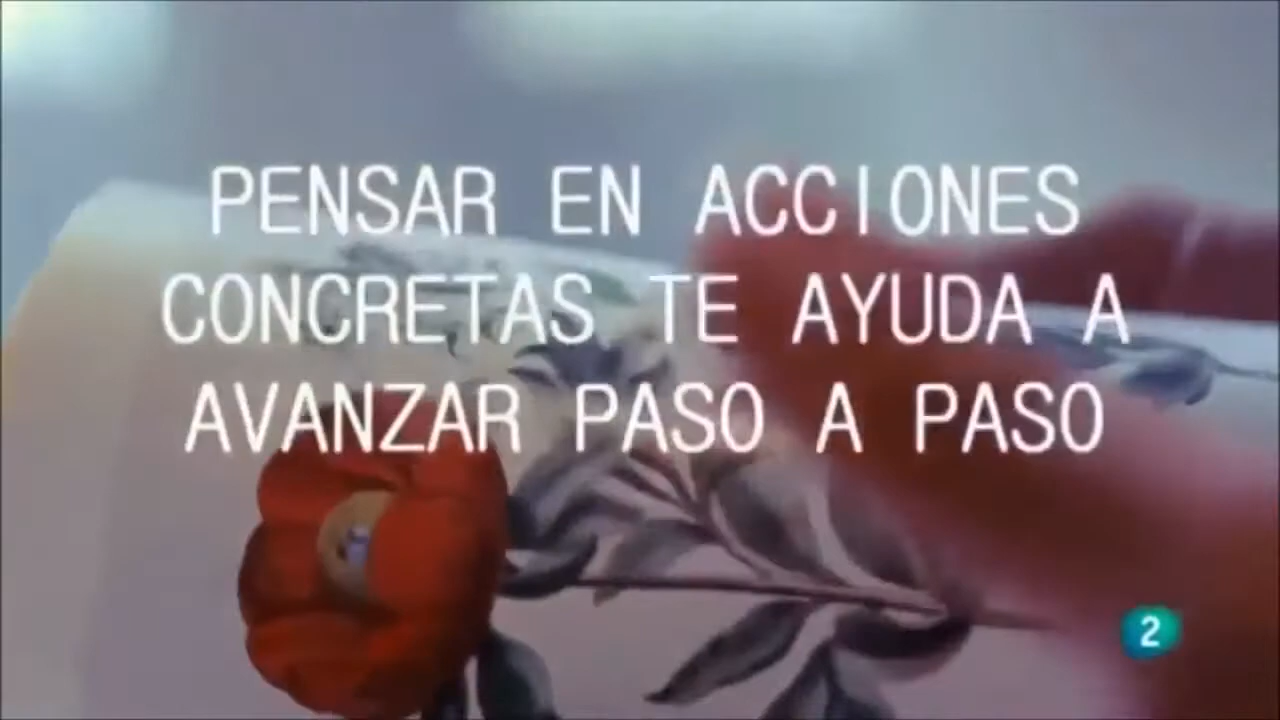 PENSAR EN ACCIONES
CONCRETAS TE AYUDA A
AVANZAR PASO A PASO
2